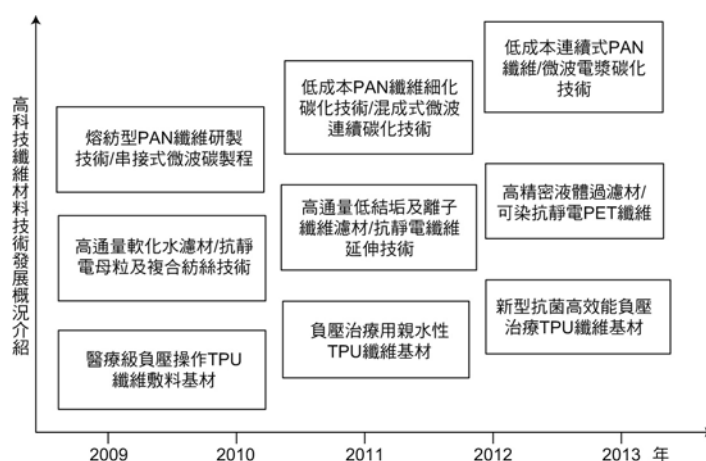 高科技纖維材料技術發展概況介紹
低成本連續式PAN
纖維/微波電漿碳化
技術
低成本PAN纖維細化
碳化技術/混成式微波
連續碳化技術
熔紡型PAN纖維研製
技術/串接式微波碳製程
高精密液體過濾材/
可染抗靜電PET纖維
高通量低結垢及離子
纖維濾材/抗靜電纖維
延伸技術
高通量軟化水濾材/抗靜
電母粒及複合紡絲技術
新型抗菌高效能負壓
治療TPU纖維基材
負壓治療用親水性
TPU纖維基材
醫療級負壓操作TPU
纖維敷料基材
2009 2010 2011 2012 2013 年